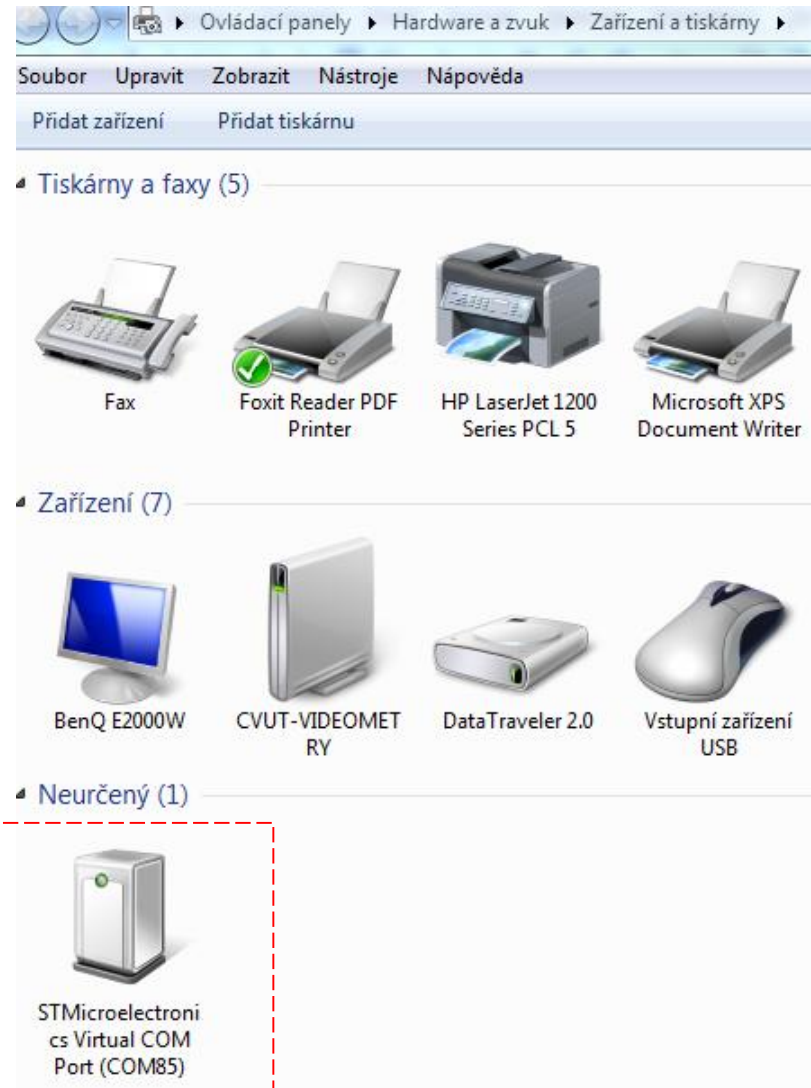 Ovládací panely ▸ Hardware a zvuk ▸ Zařízení a tiskárny ▸
Soubor Upravit Zobrazit Nástroje Nápověda
Přidat zařízení Přidat tiskárnu
Tiskárny a faxy (5)
Fax
Foxit Reader PDF
Printer
HP LaserJet 1200
Series PCL 5
Microsoft XPS
Document Writer
Zařízení (7)
BenQ E2000W
CVUT-VIDEOMET
RY
DataTraveler 2.0
Vstupní zařízení
USB
Neurčený (1)
STMicroelectroni
cs Virtual COM
Port (COM85)